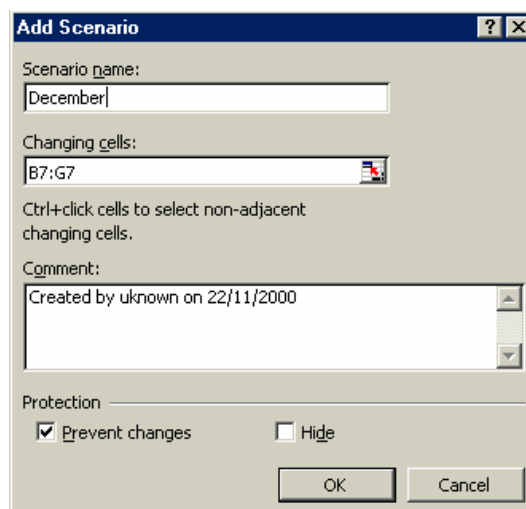 Add Scenario
Scenario name:
December
Changing cells:
B7:G7
Ctrl+click cells to select non-adjacent
changing cells.
Comment:
Created by uknown on 22/11/2000
Protection
Prevent changes Hide
OK Cancel